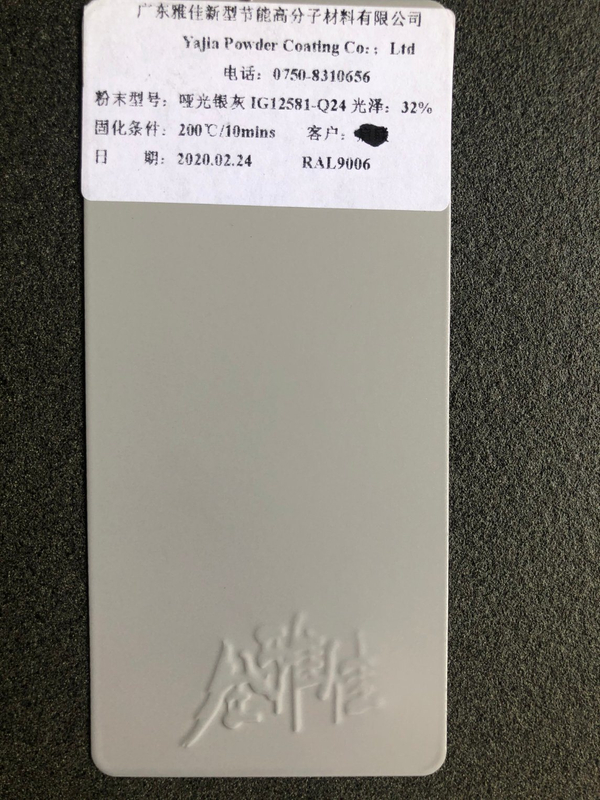 广东雅佳新型节能高分子材料有限公司
Yajia Powder Coating Co:；Ltd
电话：0750-8310656
粉末型号：哑光银灰 IG12581-Q24 光泽：32%
固化条件：200℃/10mins 客户：
日 期：2020.02.24 RAL9006
雅佳